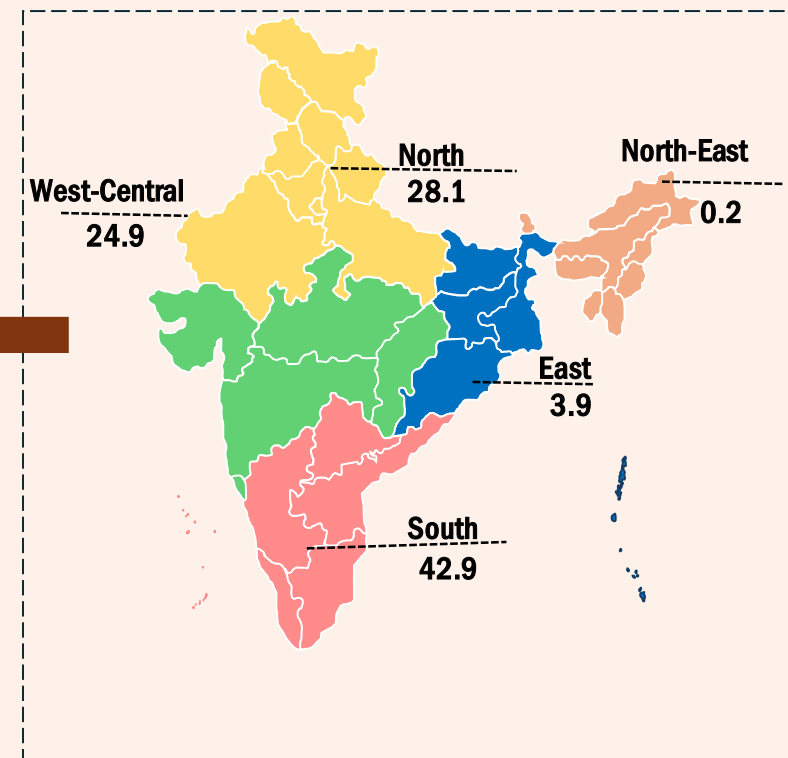 North-East
0.2
North
28.1
West-Central
24.9
East
3.9
South
42.9